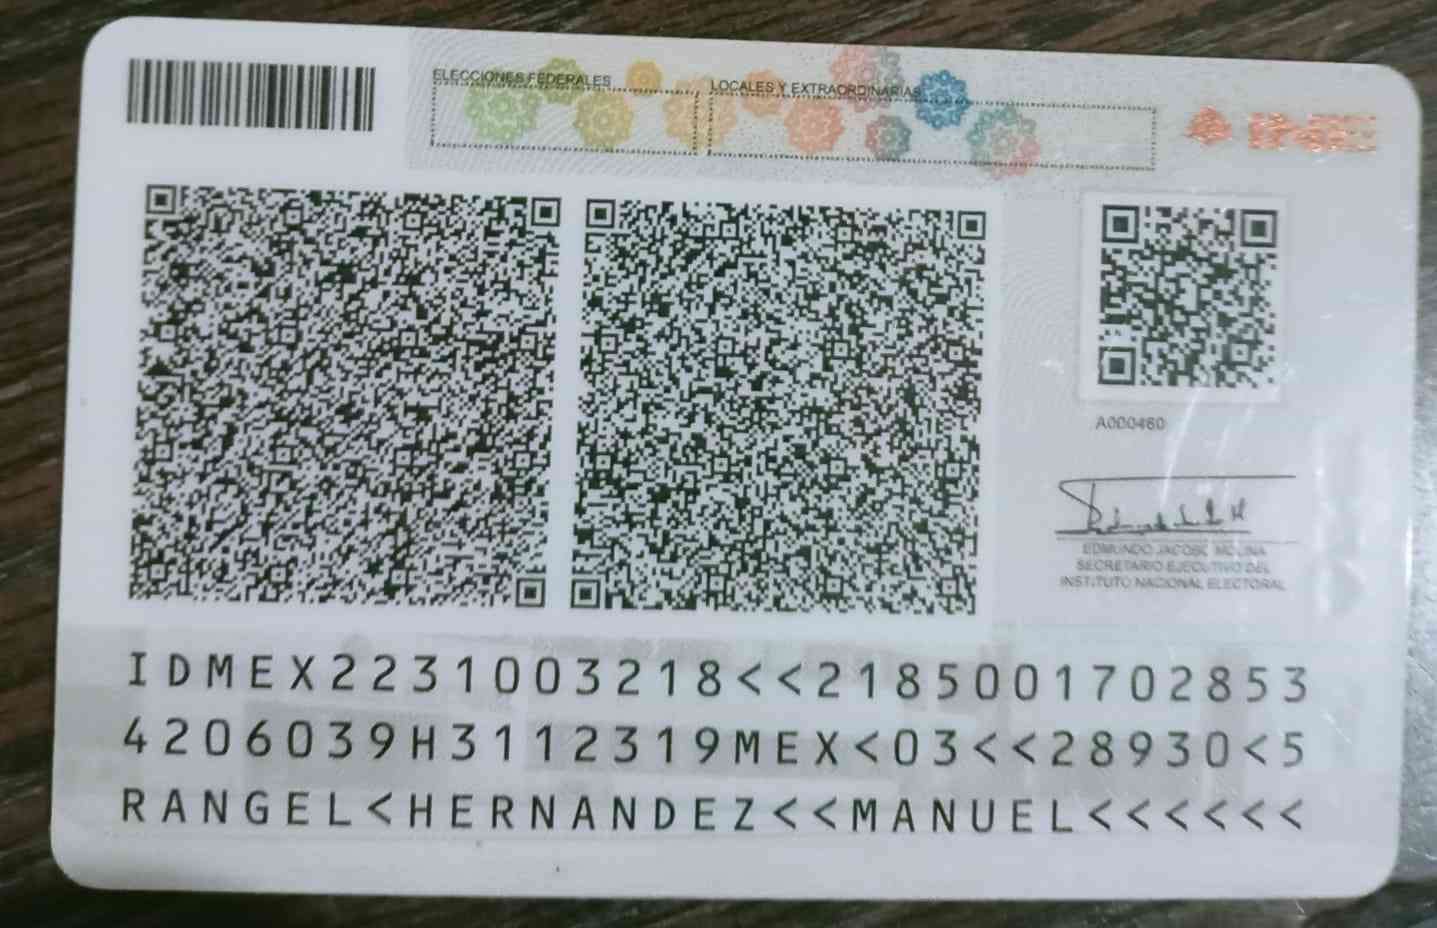 ELECCIONES FEDERALES
LOCALES Y EXTRAORDINARIAS
INE
A000460
EDMUNDO JACOBO MOLINA
SECRETARIO EJECUTIVO DEL
INSTITUTO NACIONAL ELECTORAL
IDMEX2231003218<<2185001702853
4206039H3112319MEX<03<<28930<5
RANGEL<HERNANDEZ<<MANUEL<<<<<<